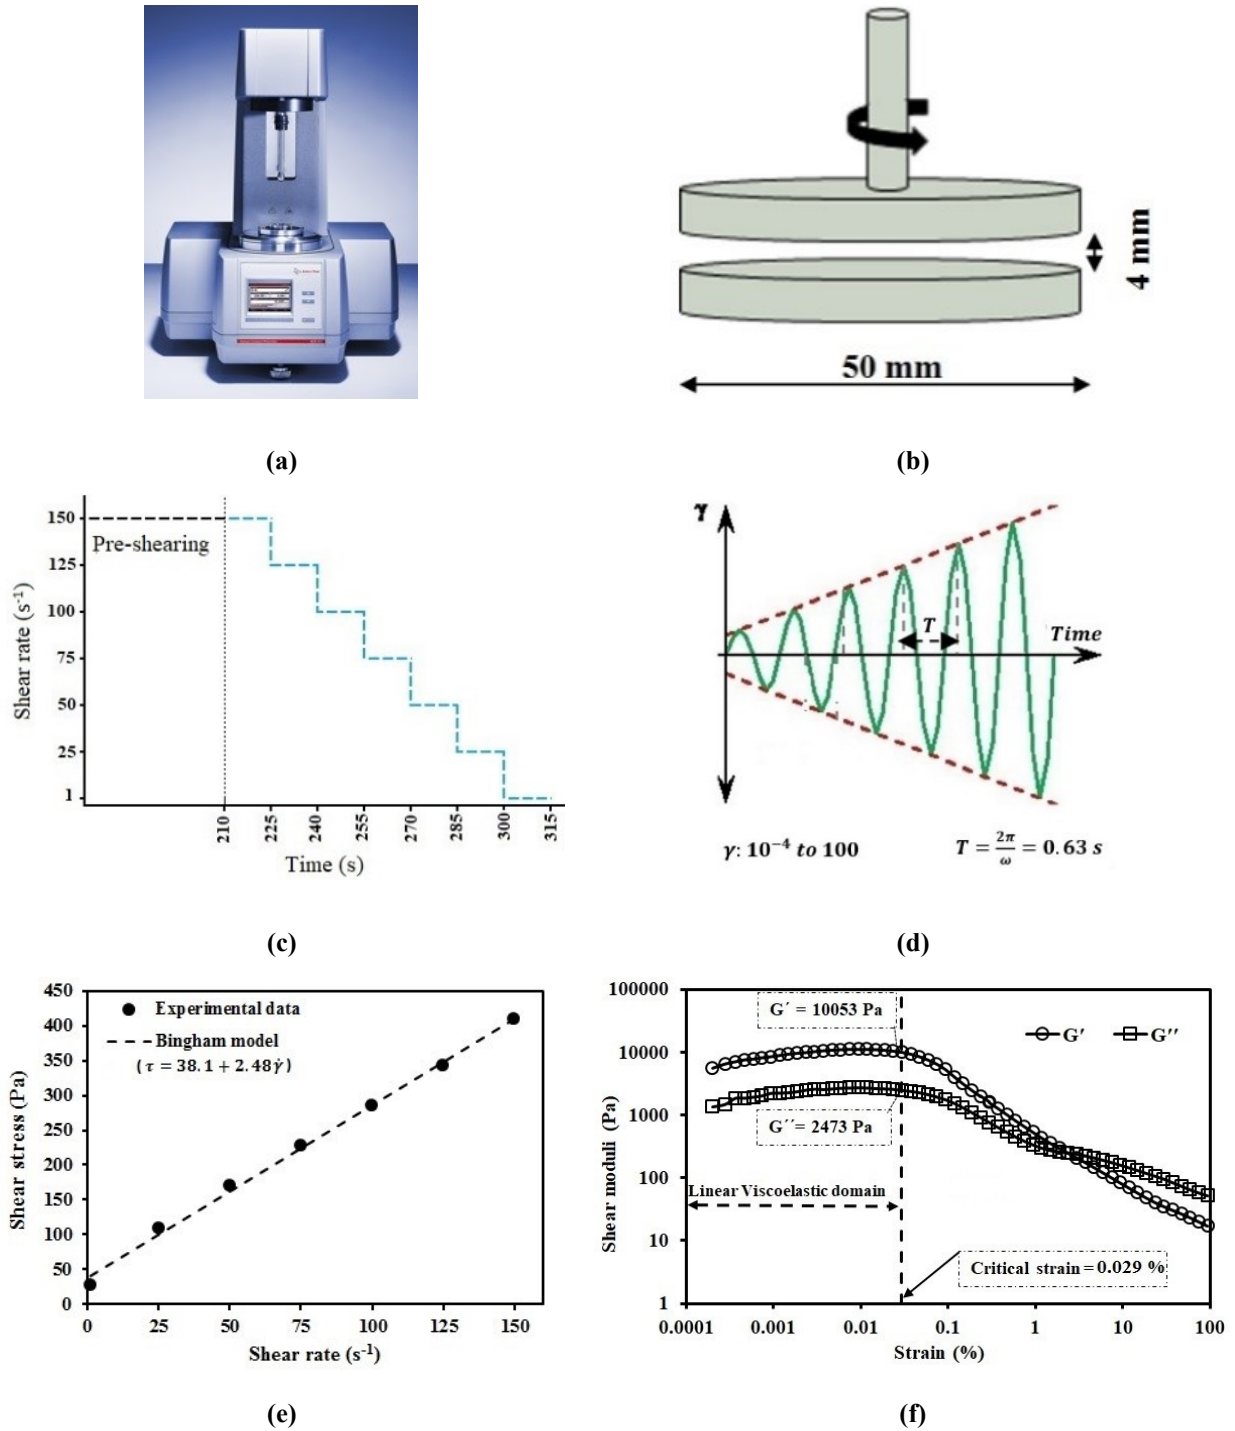 4 mm
50 mm
(a)
(b)
150
125
100
75
50
25
1
Shear rate (s⁻¹)
Pre-shearing
210
225
240
255
270
285
300
315
Time (s)
γ
T
Time
γ: 10⁻⁴ to 100
T = 2π/ω = 0.63 s
(c)
(d)
450
400
350
300
250
200
150
100
50
0
Shear stress (Pa)
Experimental data
Bingham model
(τ = 38.1 + 2.48γ̇)
0 25 50 75 100 125 150
Shear rate (s⁻¹)
100000
10000
1000
100
10
1
Shear moduli (Pa)
G´ = 10053 Pa
G′ G′′
G´´= 2473 Pa
Linear Viscoelastic domain
Critical strain = 0.029 %
0.0001 0.001 0.01 0.1 1 10 100
Strain (%)
(e)
(f)